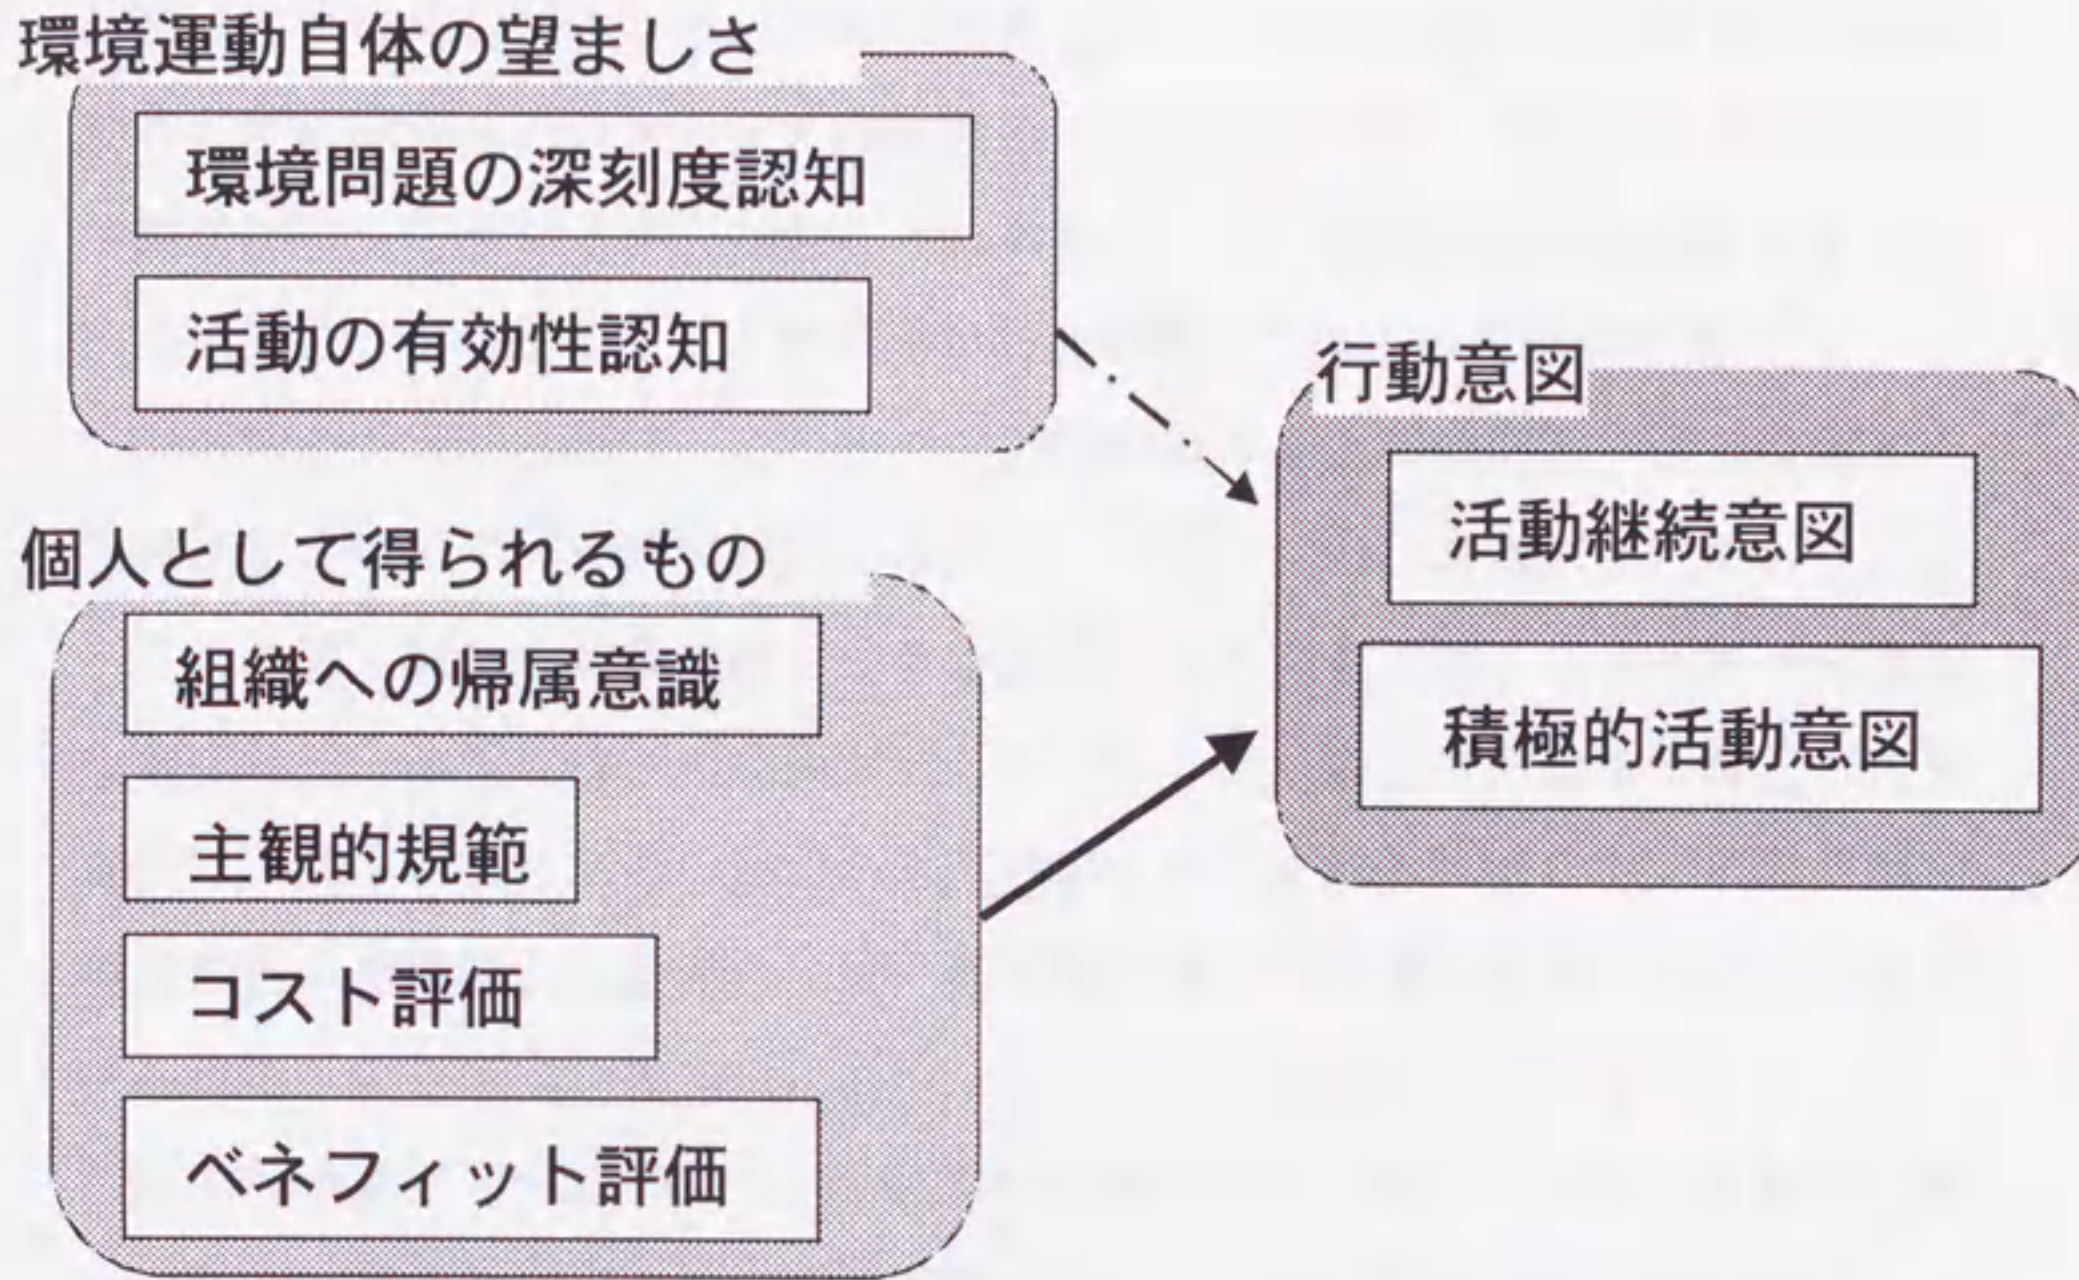 環境運動自体の望ましさ
環境問題の深刻度認知
活動の有効性認知
個人として得られるもの
組織への帰属意識
主観的規範
コスト評価
ベネフィット評価
行動意図
活動継続意図
積極的活動意図